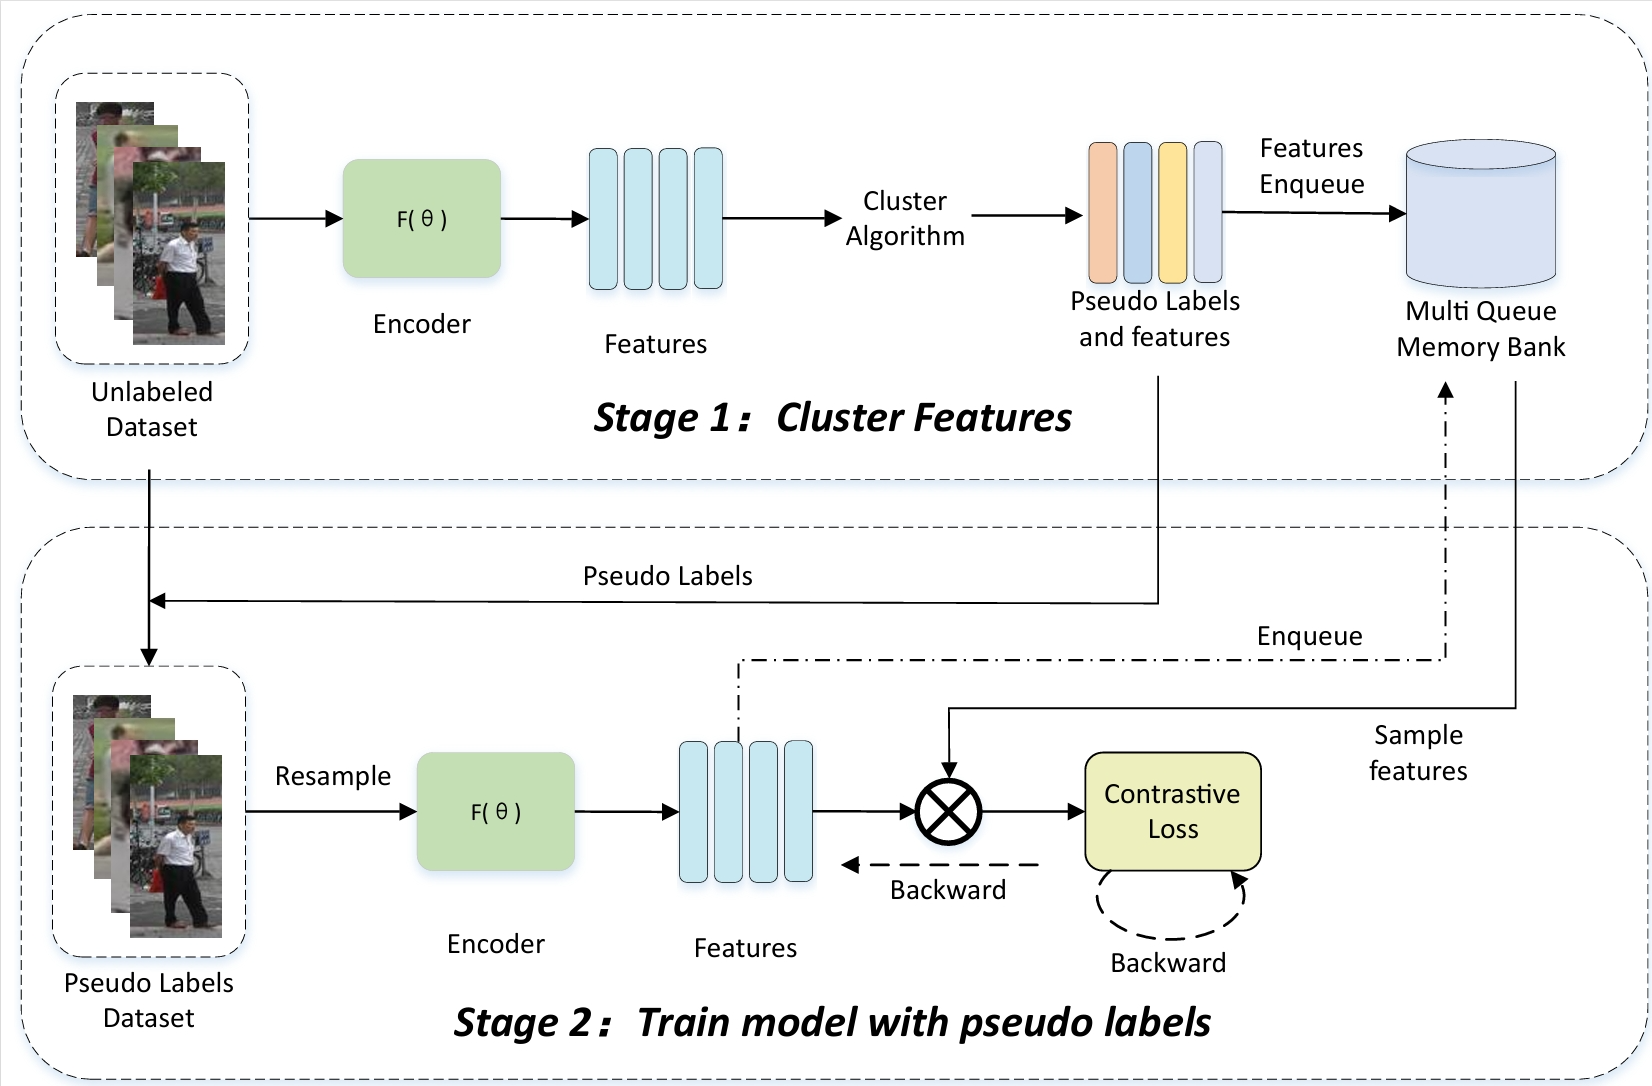 F( θ )
Cluster
Algorithm
Features
Enqueue
Encoder
Features
Pseudo Labels
and features
Multi Queue
Memory Bank
Unlabeled
Dataset
Stage 1：Cluster Features
Pseudo Labels
Enqueue
Sample
features
Resample
F( θ )
Contrastive
Loss
Backward
Encoder
Features
Backward
Pseudo Labels
Dataset
Stage 2：Train model with pseudo labels